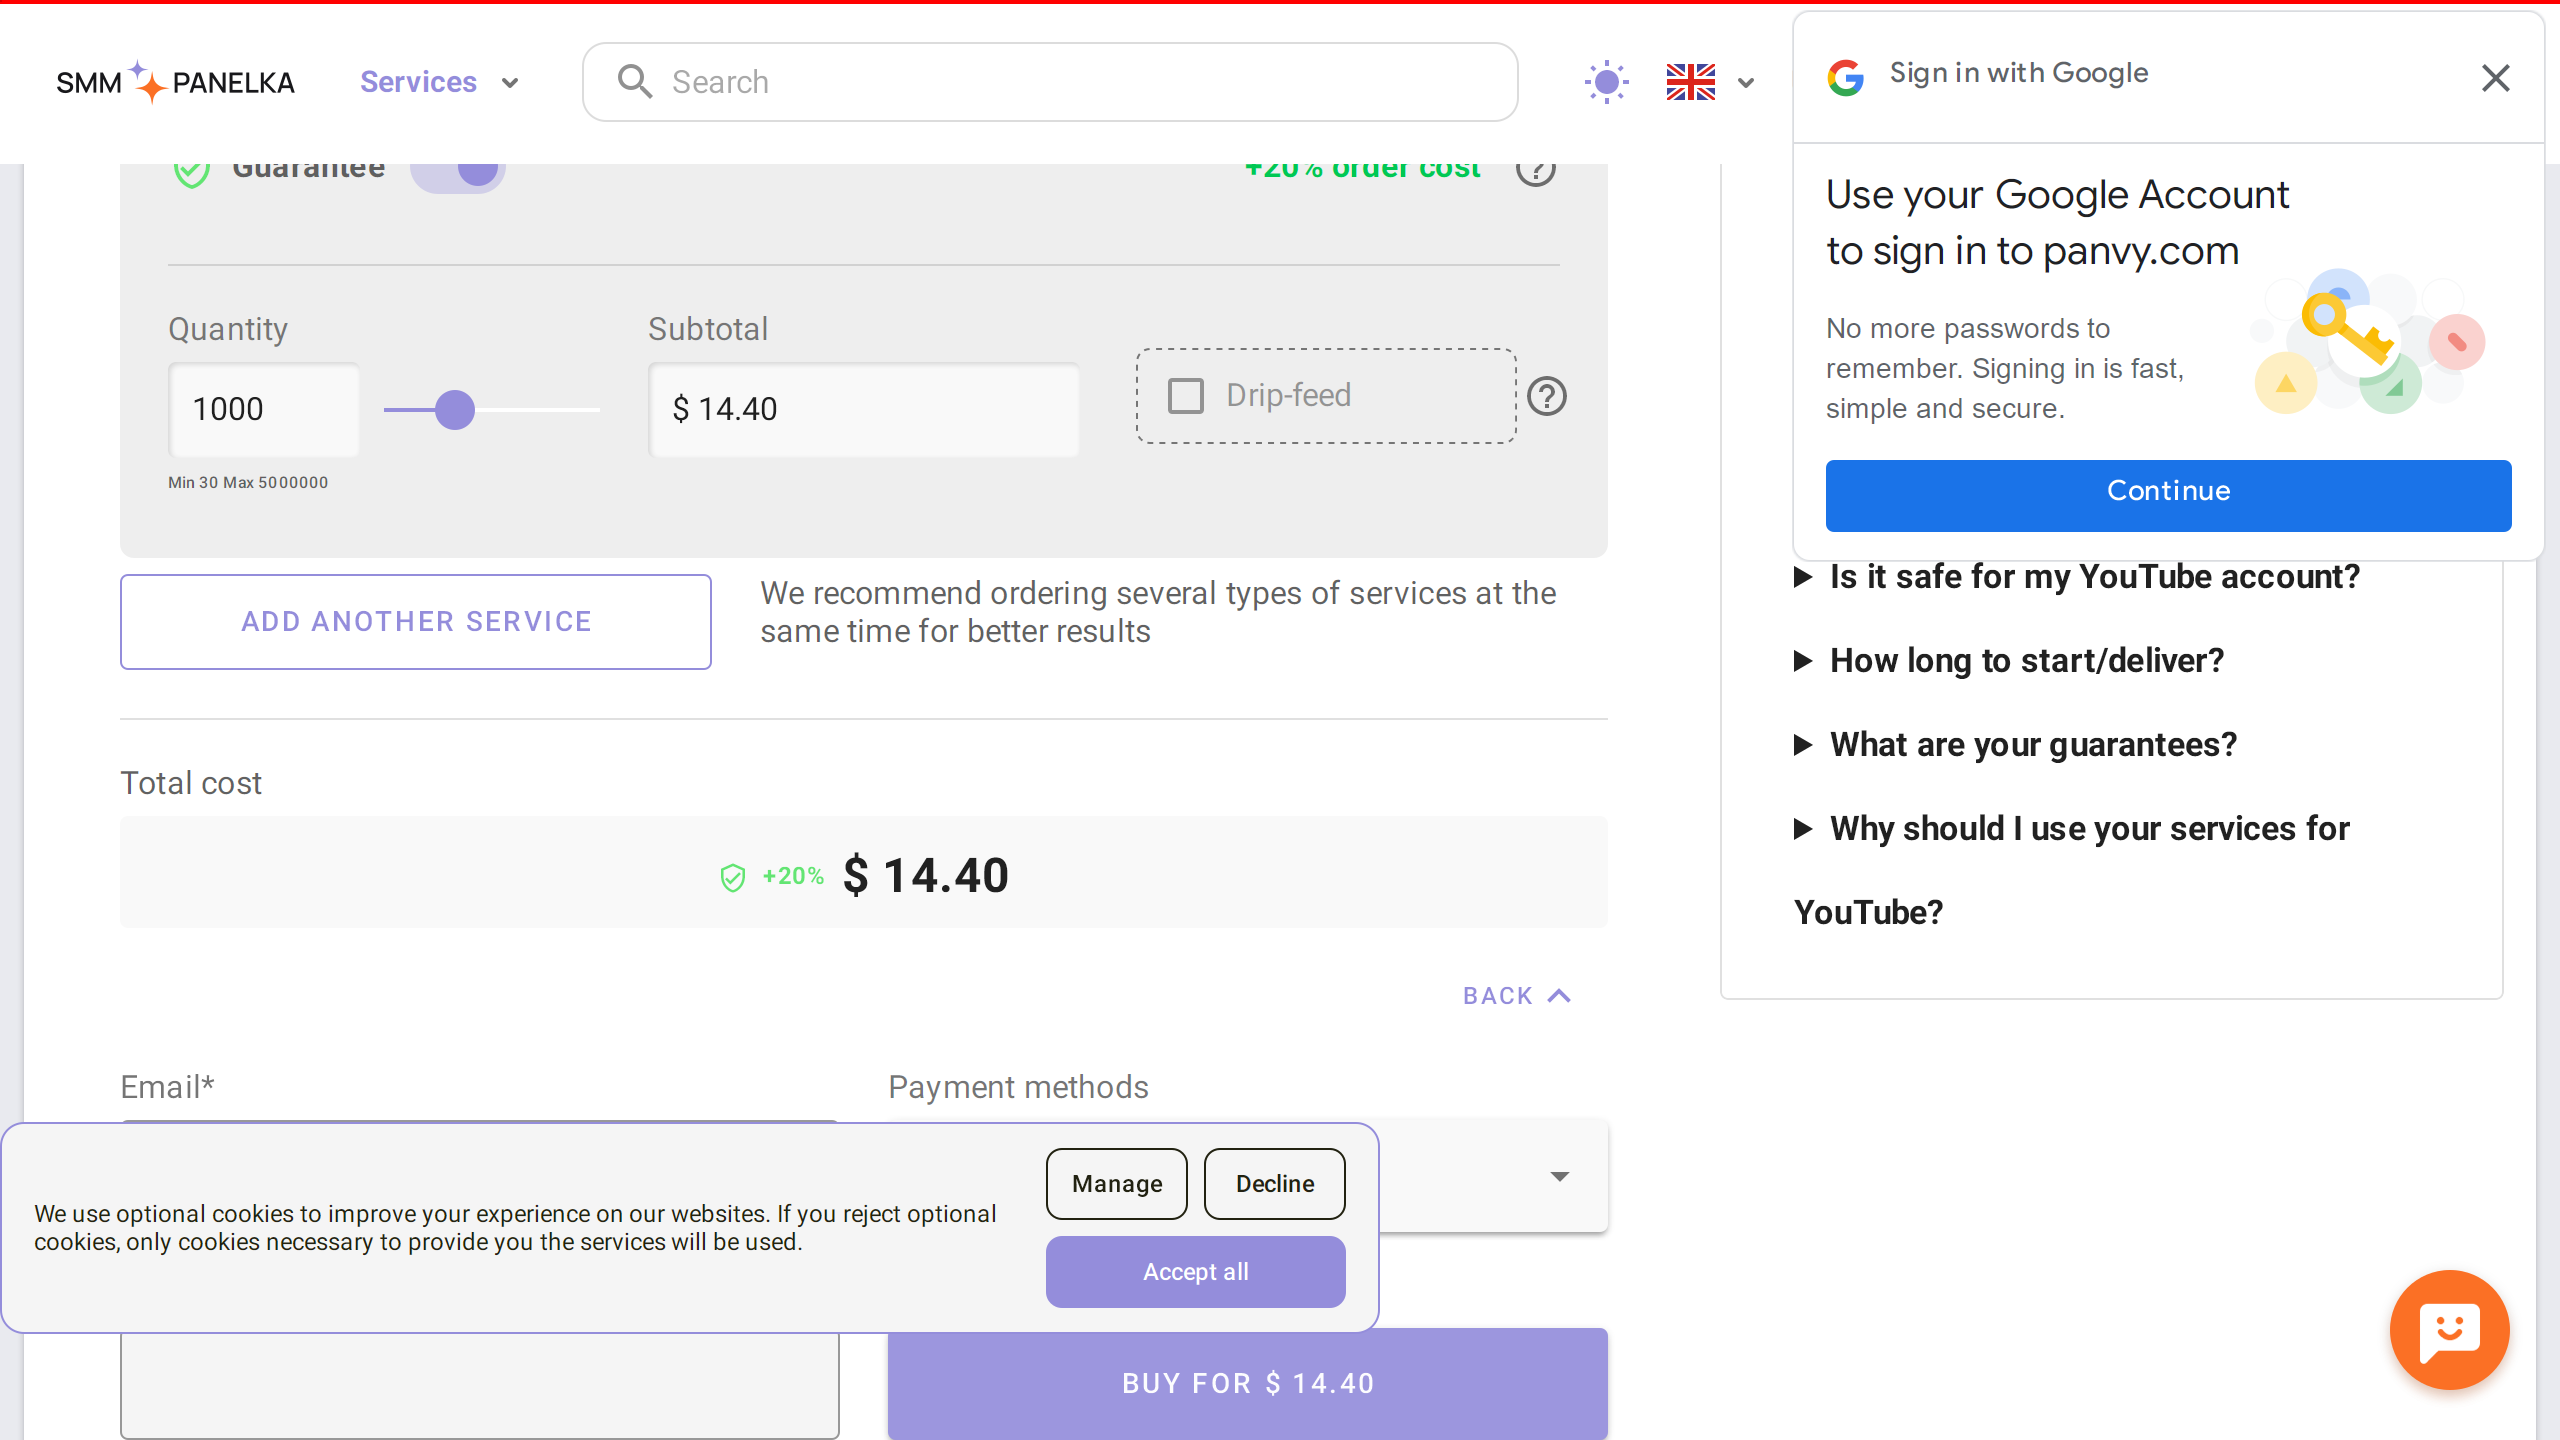 SMM PANELKA
Services
Search
Sign in with Google
Use your Google Account
to sign in to panvy.com
No more passwords to
remember. Signing in is fast,
simple and secure.
Continue
Guarantee
+20% order cost
Quantity
Subtotal
1000
$ 14.40
Drip-feed
Min 30 Max 5000000
ADD ANOTHER SERVICE
We recommend ordering several types of services at the
same time for better results
Total cost
+20% $ 14.40
BACK
Email*
Payment methods
We use optional cookies to improve your experience on our websites. If you reject optional
cookies, only cookies necessary to provide you the services will be used.
Manage
Decline
Accept all
BUY FOR $ 14.40
Is it safe for my YouTube account?
How long to start/deliver?
What are your guarantees?
Why should I use your services for
YouTube?